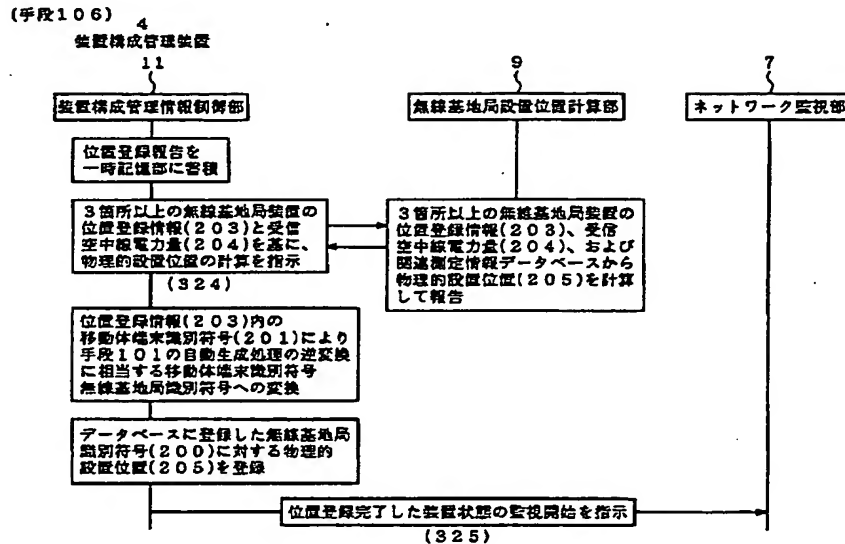 (手段106)
4
装置構成管理装置
11
9
7
装置構成管理情報制御部
無線基地局設置位置計算部
ネットワーク監視部
位置登録報告を
一時記憶部に蓄積
3箇所以上の無線基地局装置の
位置登録情報(203)と受信
空中線電力量(204)を基に、
物理的設置位置の計算を指示
(324)
3箇所以上の無線基地局装置の
位置登録情報(203)、受信
空中線電力量(204)、および
関連測定情報データベースから
物理的設置位置(205)を計算
して報告
位置登録情報(203)内の
移動体端末識別符号(201)により
手段101の自動生成処理の逆変換
に相当する移動体端末識別符号
無線基地局識別符号への変換
データベースに登録した無線基地局
識別符号(200)に対する物理的
設置位置(205)を登録
位置登録完了した装置状態の監視開始を指示
(325)